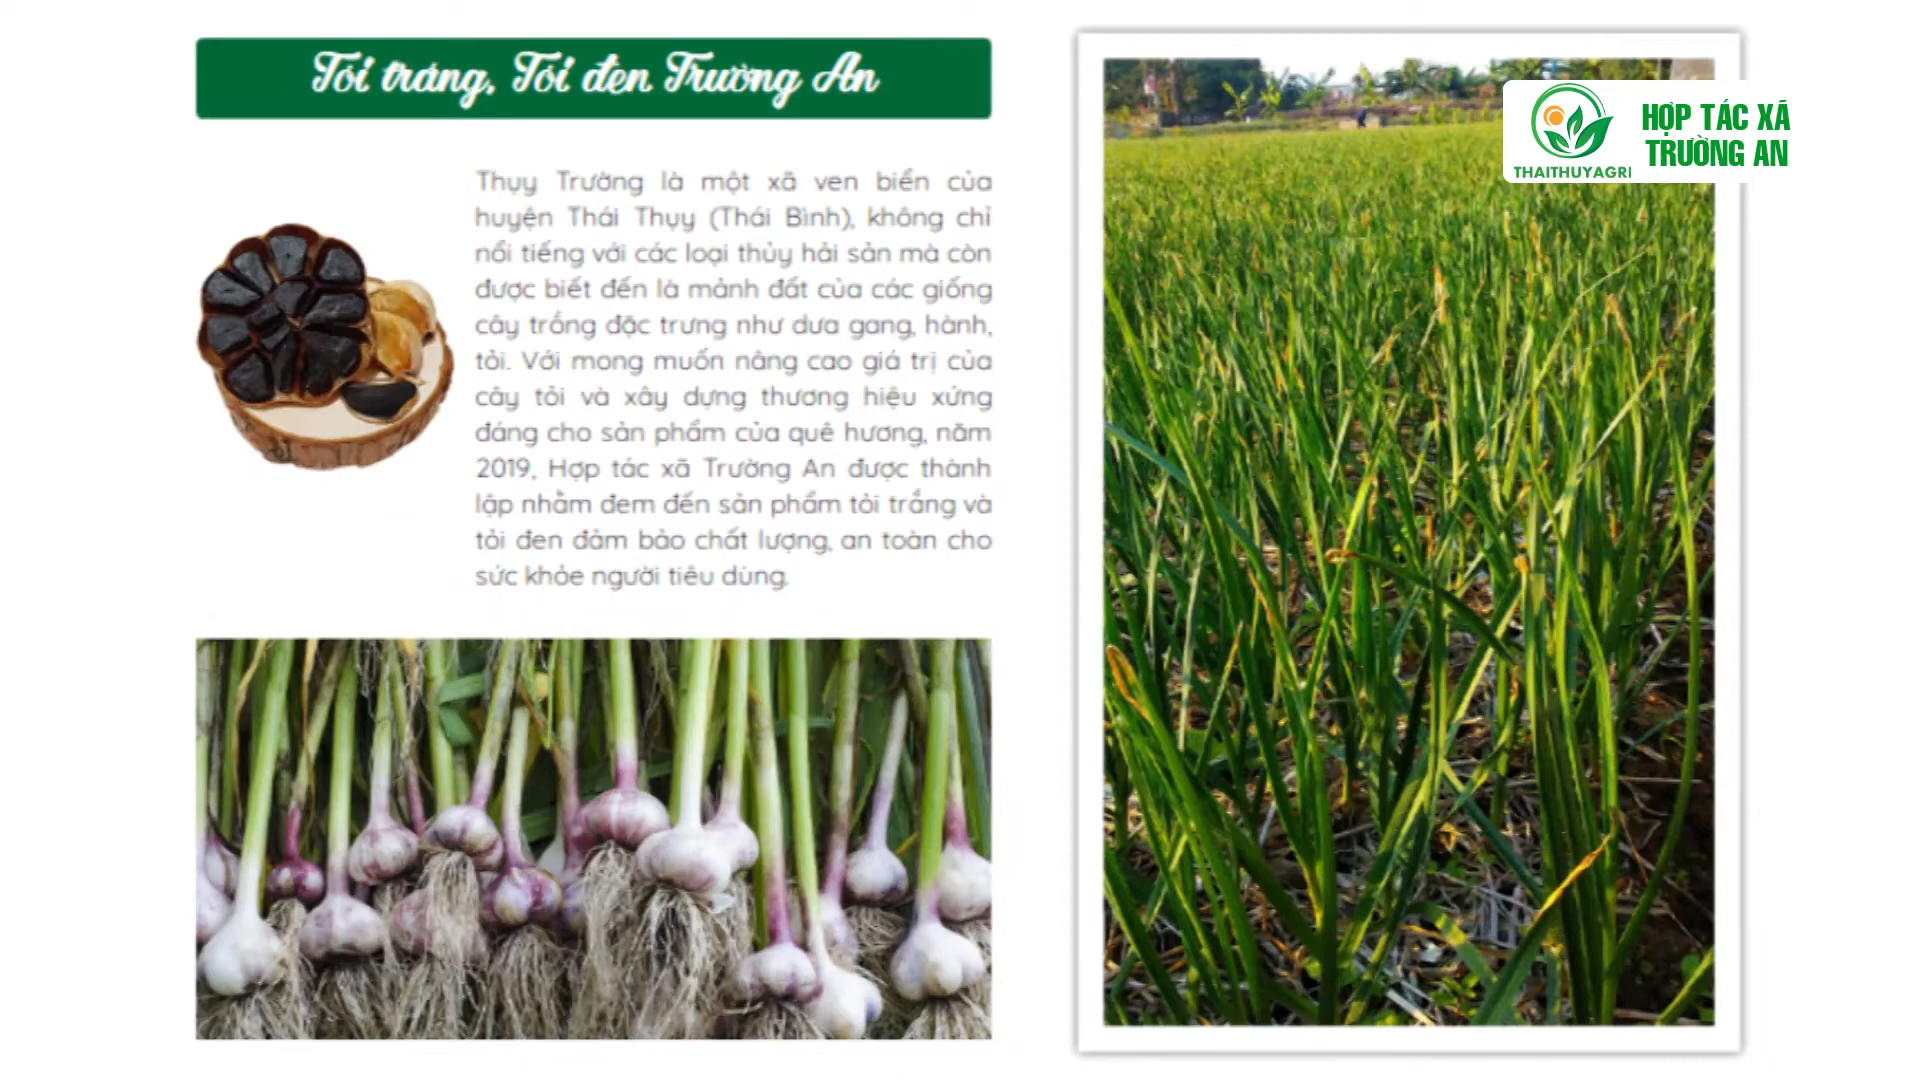 Tỏi trắng, Tỏi đen Trường An
Thụy Trường là một xã ven biển của
huyện Thái Thụy (Thái Bình), không chỉ
nổi tiếng với các loại thủy hải sản mà còn
được biết đến là mảnh đất của các giống
cây trồng đặc trưng như dưa gang, hành,
tỏi. Với mong muốn nâng cao giá trị của
cây tỏi và xây dựng thương hiệu xứng
đáng cho sản phẩm của quê hương, năm
2019, Hợp tác xã Trường An được thành
lập nhằm đem đến sản phẩm tỏi trắng và
tỏi đen đảm bảo chất lượng, an toàn cho
sức khỏe người tiêu dùng.
THAITHUYAGRI
HỢP TÁC XÃ
TRƯỜNG AN